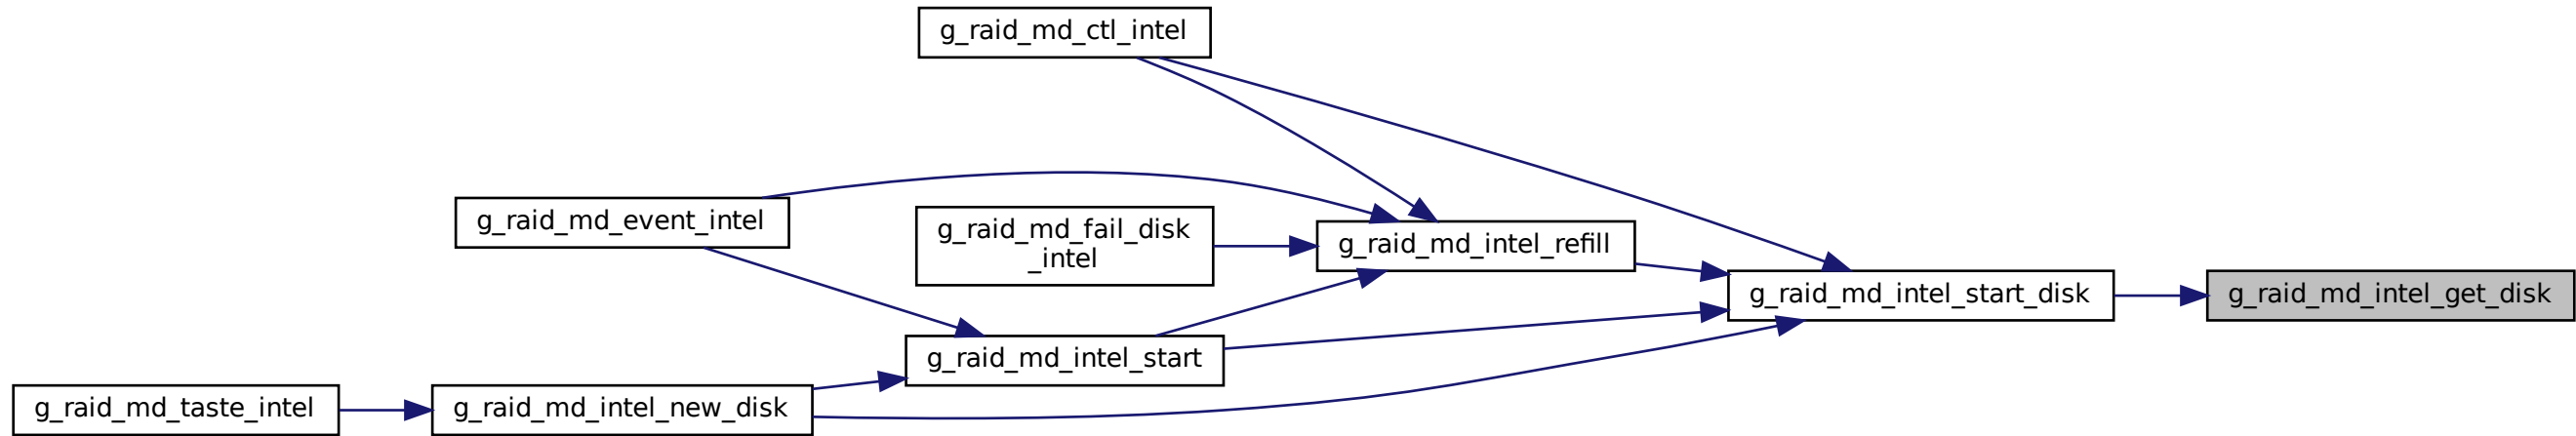 g_raid_md_ctl_intel
g_raid_md_event_intel
g_raid_md_fail_disk
_intel
g_raid_md_intel_refill
g_raid_md_intel_start_disk
g_raid_md_intel_get_disk
g_raid_md_intel_start
g_raid_md_taste_intel
g_raid_md_intel_new_disk